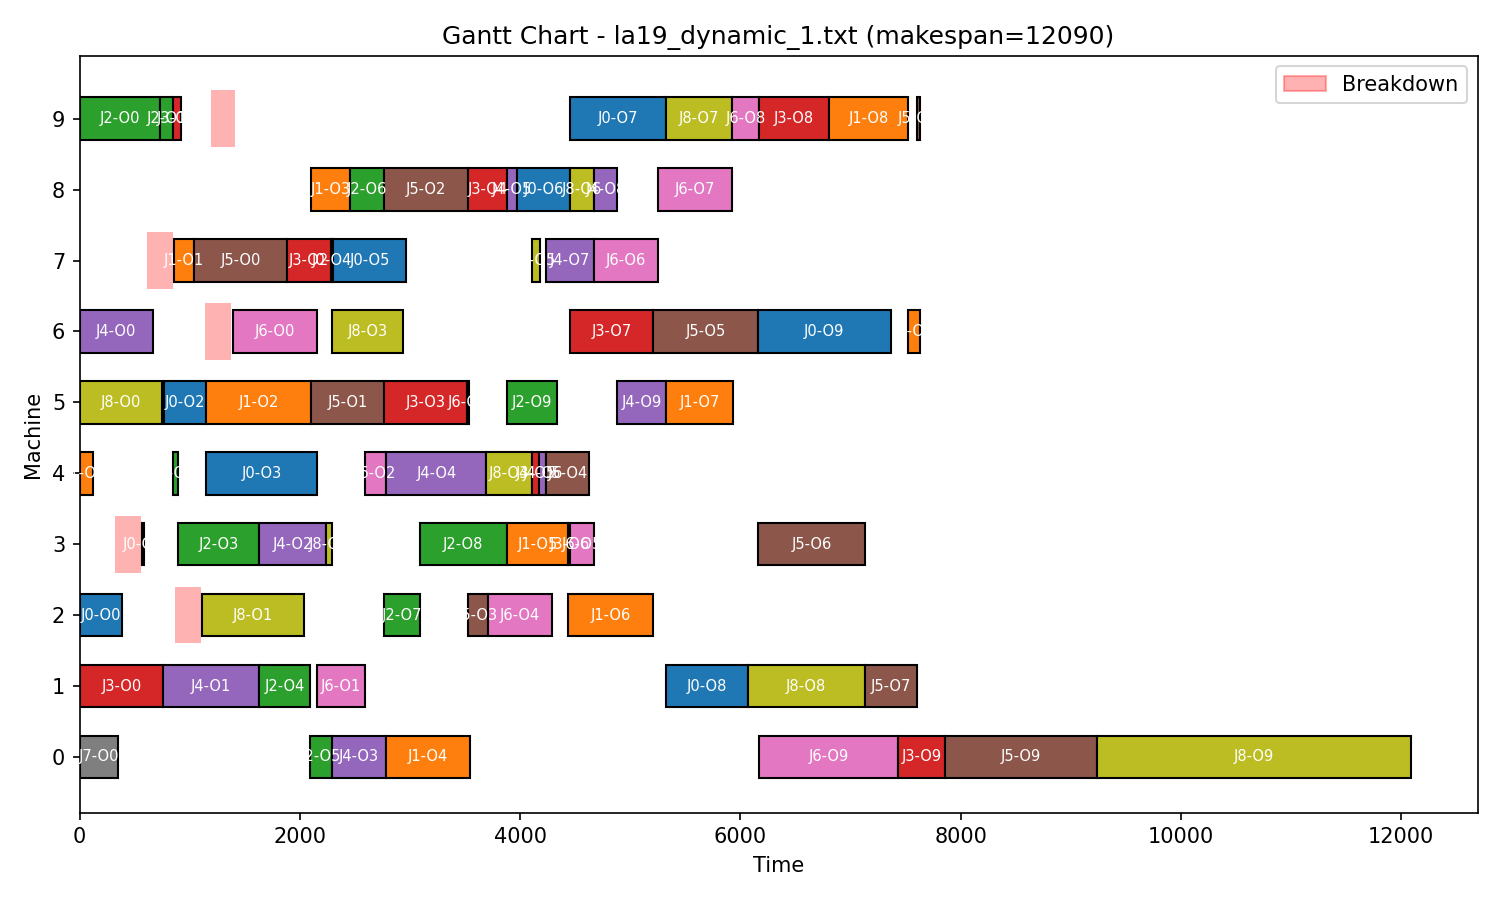 Gantt Chart - la19_dynamic_1.txt (makespan=12090)
Breakdown
Machine
9
J2-O0 J0-O7 J8-O7 J6-O8 J3-O8 J1-O8
8
J1-O3 J2-O6 J5-O2 J0-O6 J6-O7
7
J1-O1 J5-O0 J0-O5 J4-O7 J6-O6
6
J4-O0 J6-O0 J8-O3 J3-O7 J5-O5 J0-O9
5
J8-O0 J0-O2 J1-O2 J5-O1 J3-O3 J2-O9 J4-O9 J1-O7
4
J0-O3 J4-O4
3
J2-O3 J4-O2 J2-O8 J1-O5 J5-O6
2
J0-O0 J8-O1 J2-O7 J6-O4 J1-O6
1
J3-O0 J4-O1 J2-O4 J6-O1 J0-O8 J8-O8 J5-O7
0
J7-O0 J4-O3 J1-O4 J6-O9 J3-O9 J5-O9 J8-O9
0 2000 4000 6000 8000 10000 12000
Time